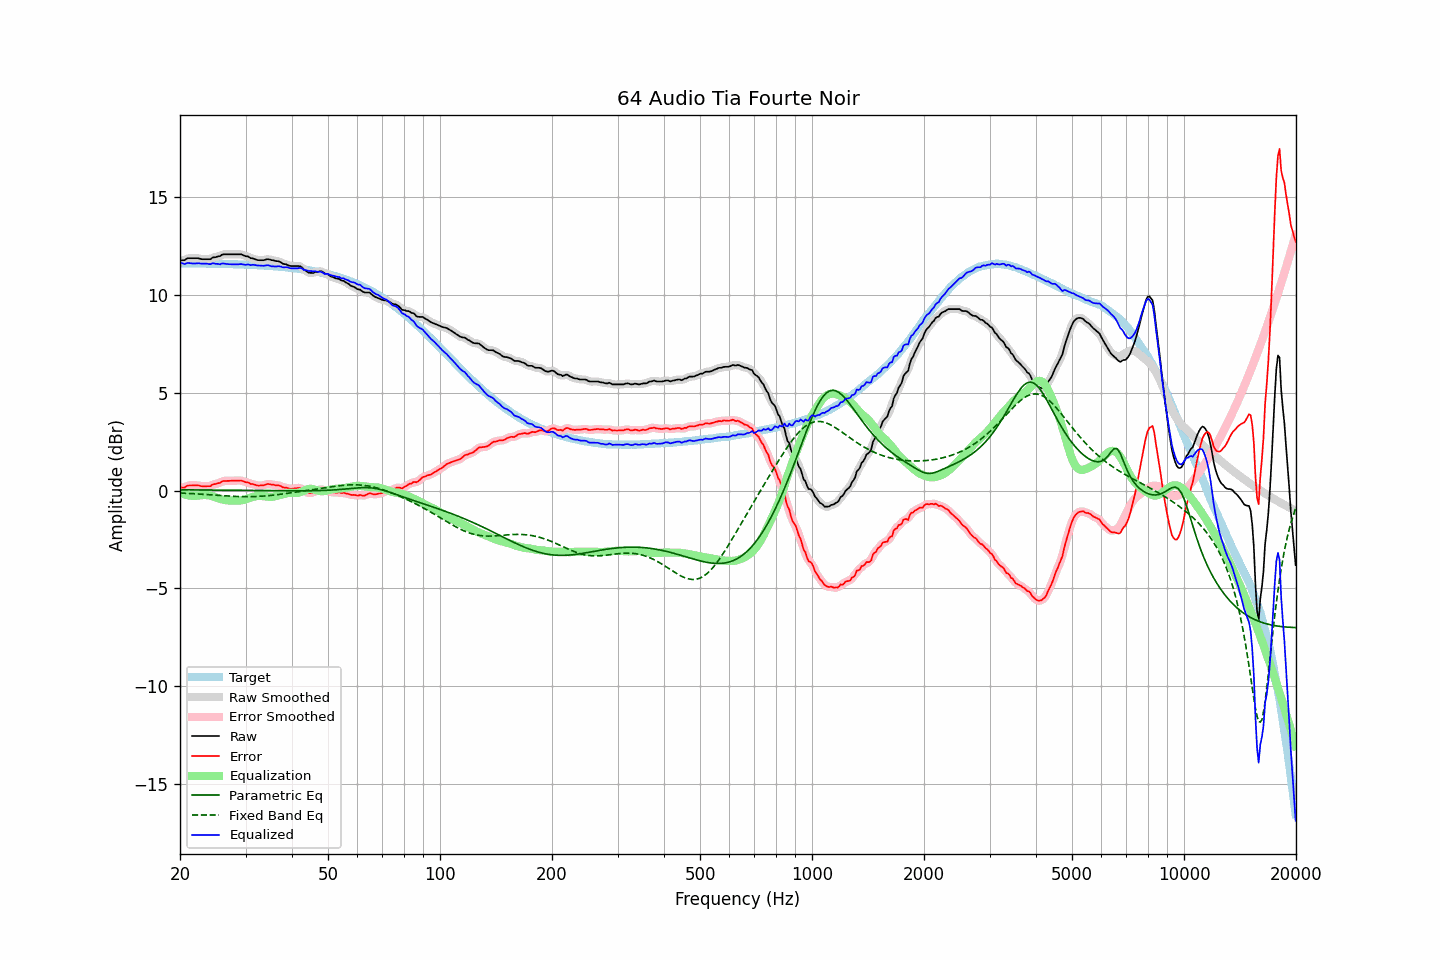 64 Audio Tia Fourte Noir
Amplitude (dBr)
15
10
5
0
−5
−10
−15
Target
Raw Smoothed
Error Smoothed
Raw
Error
Equalization
Parametric Eq
Fixed Band Eq
Equalized
20 50 100 200 500 1000 2000 5000 10000 20000
Frequency (Hz)